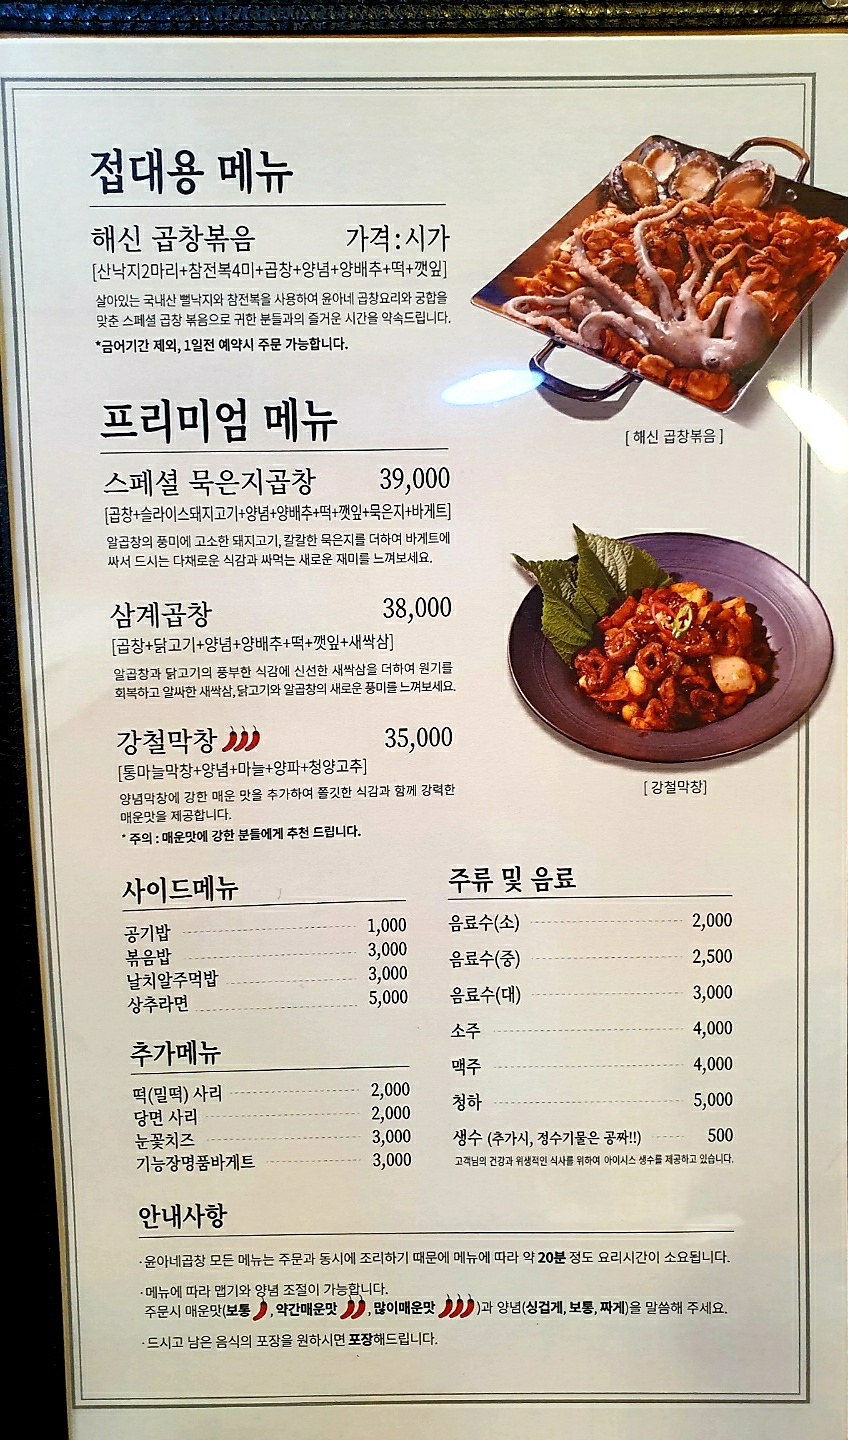 접대용 메뉴
해신 곱창볶음 가격:시가
[산낙지2마리+참전복4미+곱창+양념+양배추+떡+깻잎]
살아있는 국내산 뻘낙지와 참전복을 사용하여 윤아네 곱창요리와 궁합을
맞춘 스페셜 곱창 볶음으로 귀한 분들과의 즐거운 시간을 약속드립니다.
*금어기간 제외, 1일전 예약시 주문 가능합니다.
[ 해신 곱창볶음 ]
프리미엄 메뉴
스페셜 묵은지곱창 39,000
[곱창+슬라이스돼지고기+양념+양배추+떡+깻잎+묵은지+바게트]
알곱창의 풍미에 고소한 돼지고기, 칼칼한 묵은지를 더하여 바게트에
싸서 드시는 다채로운 식감과 싸먹는 새로운 재미를 느껴보세요.
삼계곱창 38,000
[곱창+닭고기+양념+양배추+떡+깻잎+새싹삼]
알곱창과 닭고기의 풍부한 식감에 신선한 새싹삼을 더하여 원기를
회복하고 알싸한 새싹삼, 닭고기와 알곱창의 새로운 풍미를 느껴보세요.
강철막창 35,000
[통마늘막창+양념+마늘+양파+청양고추]
양념막창에 강한 매운 맛을 추가하여 쫄깃한 식감과 함께 강력한
매운맛을 제공합니다.
* 주의 : 매운맛에 강한 분들에게 추천 드립니다.
[ 강철막창]
사이드메뉴
공기밥 1,000
볶음밥 3,000
날치알주먹밥 3,000
상추라면 5,000
추가메뉴
떡(밀떡) 사리 2,000
당면 사리 2,000
눈꽃치즈 3,000
기능장명품바게트 3,000
주류 및 음료
음료수(소) 2,000
음료수(중) 2,500
음료수(대) 3,000
소주 4,000
맥주 4,000
청하 5,000
생수 (추가시, 정수기물은 공짜!!) 500
고객님의 건강과 위생적인 식사를 위하여 아이시스 생수를 제공하고 있습니다.
안내사항
·윤아네곱창 모든 메뉴는 주문과 동시에 조리하기 때문에 메뉴에 따라 약 20분 정도 요리시간이 소요됩니다.
·메뉴에 따라 맵기와 양념 조절이 가능합니다.
주문시 매운맛(보통 , 약간매운맛 , 많이매운맛 )과 양념(싱겁게, 보통, 짜게)을 말씀해 주세요.
·드시고 남은 음식의 포장을 원하시면 포장해드립니다.